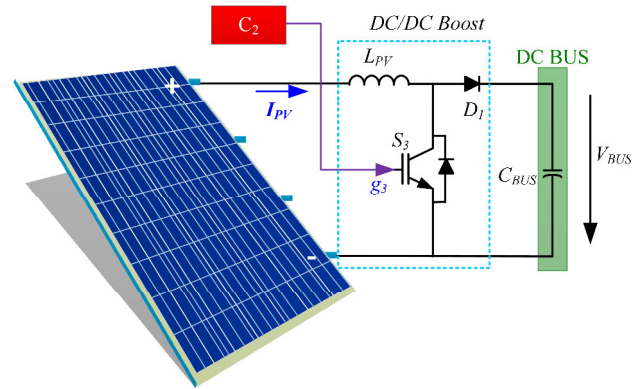 C2
DC/DC Boost
LPV
DC BUS
+
IPV
D1
S3
g3
CBUS
VBUS
-